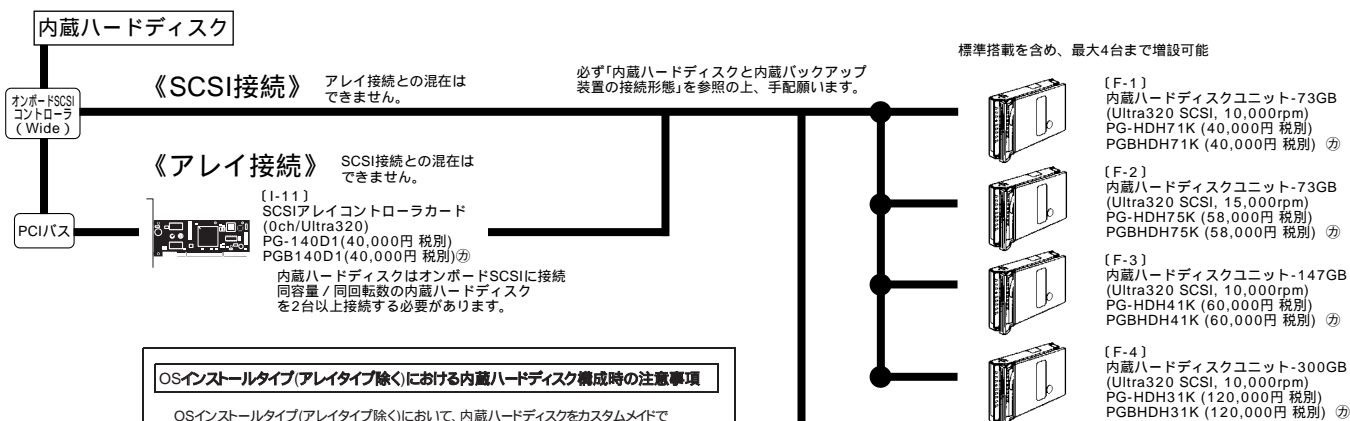 内蔵ハードディスク
標準搭載を含め、最大4台まで増設可能
オンボードSCSI
コントローラ
(Wide)
《SCSI接続》
アレイ接続との混在は
できません。
必ず「内蔵ハードディスクと内蔵バックアップ
装置の接続形態」を参照の上、手配願います。
《アレイ接続》
SCSI接続との混在は
できません。
PCIバス
〔I-11〕
SCSIアレイコントローラカード
(0ch/Ultra320)
PG-140D1(40,000円 税別)
PGB140D1(40,000円 税別)㋕
内蔵ハードディスクはオンボードSCSIに接続
同容量/同回転数の内蔵ハードディスク
を2台以上接続する必要があります。
〔F-1〕
内蔵ハードディスクユニット-73GB
(Ultra320 SCSI, 10,000rpm)
PG-HDH71K (40,000円 税別)
PGBHDH71K (40,000円 税別) ㋕
〔F-2〕
内蔵ハードディスクユニット-73GB
(Ultra320 SCSI, 15,000rpm)
PG-HDH75K (58,000円 税別)
PGBHDH75K (58,000円 税別) ㋕
〔F-3〕
内蔵ハードディスクユニット-147GB
(Ultra320 SCSI, 10,000rpm)
PG-HDH41K (60,000円 税別)
PGBHDH41K (60,000円 税別) ㋕
〔F-4〕
内蔵ハードディスクユニット-300GB
(Ultra320 SCSI, 10,000rpm)
PG-HDH31K (120,000円 税別)
PGBHDH31K (120,000円 税別) ㋕
OSインストールタイプ(アレイタイプ除く)における内蔵ハードディスク構成時の注意事項
OSインストールタイプ(アレイタイプ除く)において、内蔵ハードディスクをカスタムメイドで